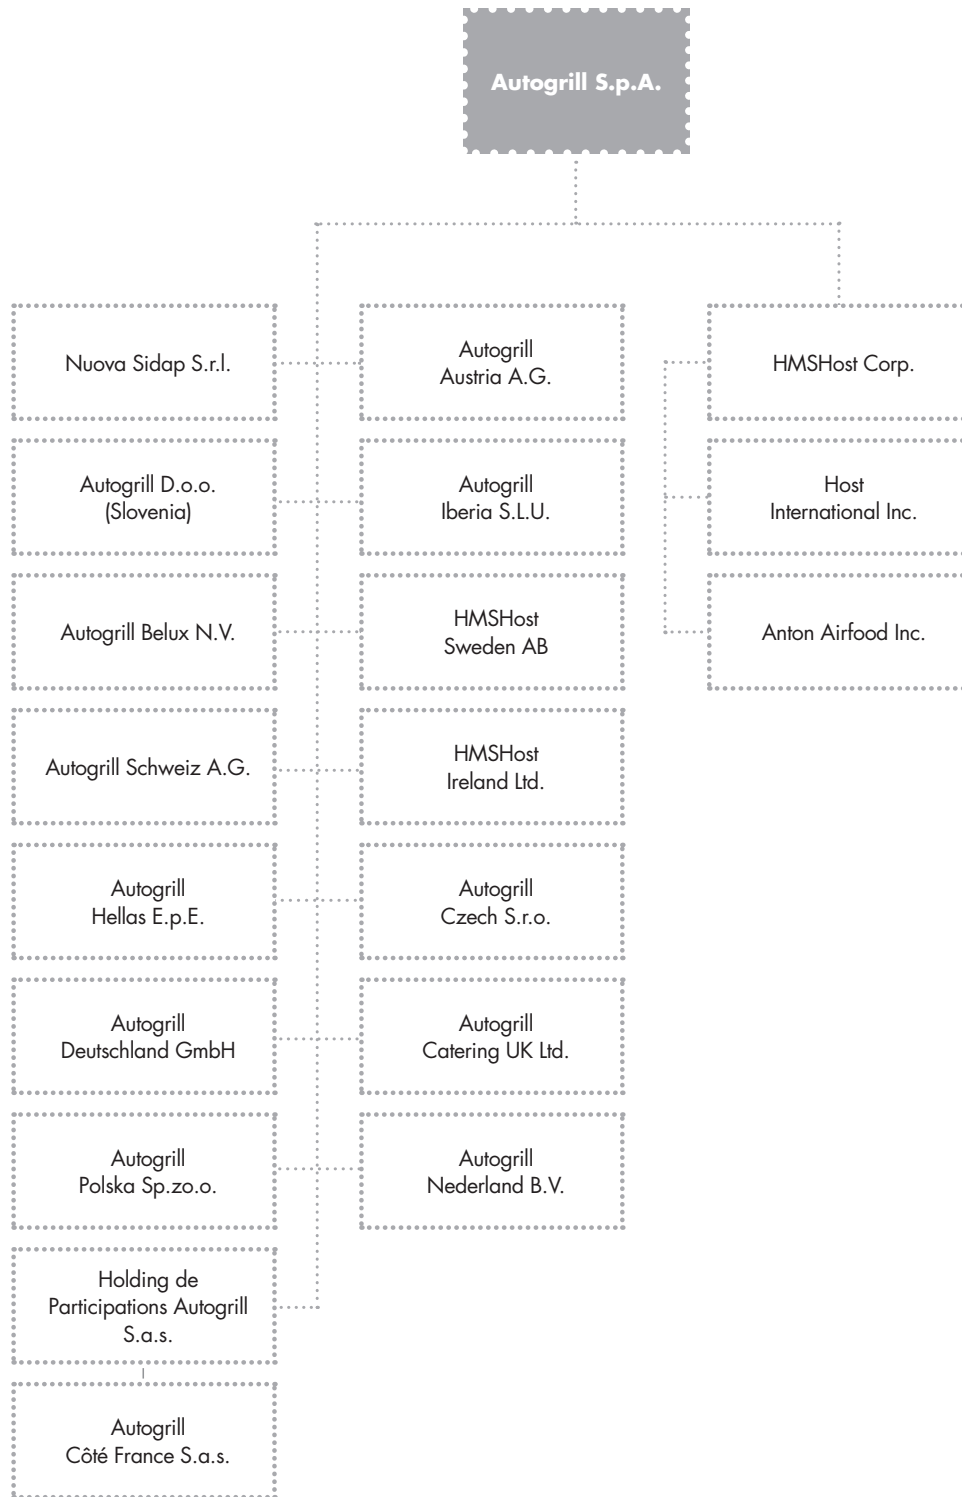 Autogrill S.p.A.
Nuova Sidap S.r.l.
Autogrill
Austria A.G.
HMSHost Corp.
Autogrill D.o.o.
(Slovenia)
Autogrill
Iberia S.L.U.
Host
International Inc.
Autogrill Belux N.V.
HMSHost
Sweden AB
Anton Airfood Inc.
Autogrill Schweiz A.G.
HMSHost
Ireland Ltd.
Autogrill
Hellas E.p.E.
Autogrill
Czech S.r.o.
Autogrill
Deutschland GmbH
Autogrill
Catering UK Ltd.
Autogrill
Polska Sp.zo.o.
Autogrill
Nederland B.V.
Holding de
Participations Autogrill
S.a.s.
Autogrill
Côté France S.a.s.